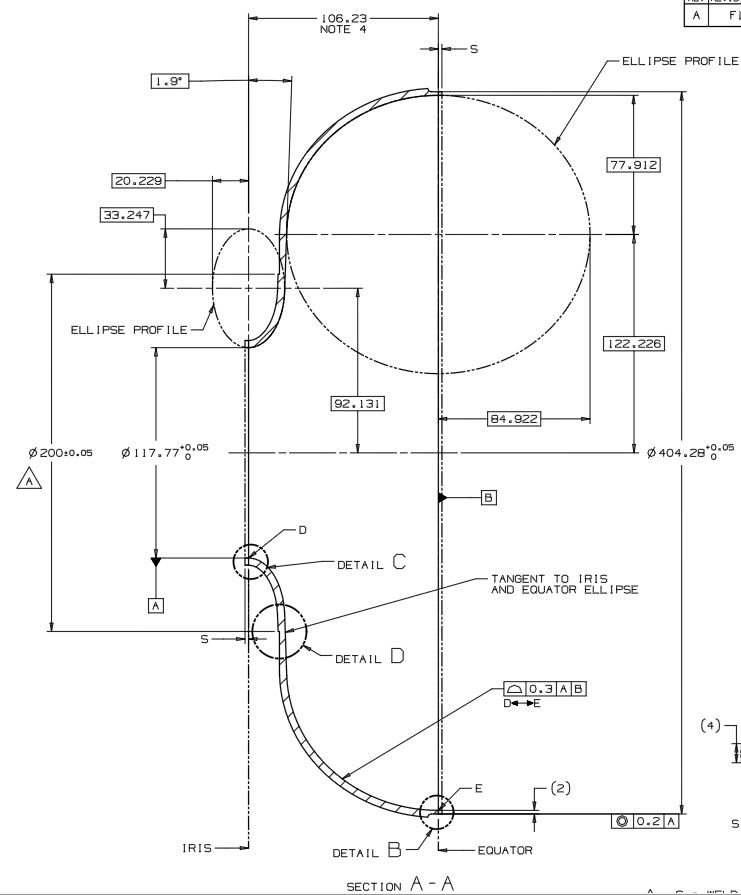 A FI
106.23
NOTE 4
S
ELLIPSE PROFILE
1.9°
77.912
20.229
33.247
ELLIPSE PROFILE
122.226
92.131
84.922
Ø200±0.05
Ø117.77 +0.05 0
Ø404.28 +0.05 0
A
B
D
DETAIL C
TANGENT TO IRIS
AND EQUATOR ELLIPSE
A
S
DETAIL D
0.3 A B
D◄►E
(4)
E
(2)
S
◎ 0.2 A
IRIS
DETAIL B
EQUATOR
SECTION A-A